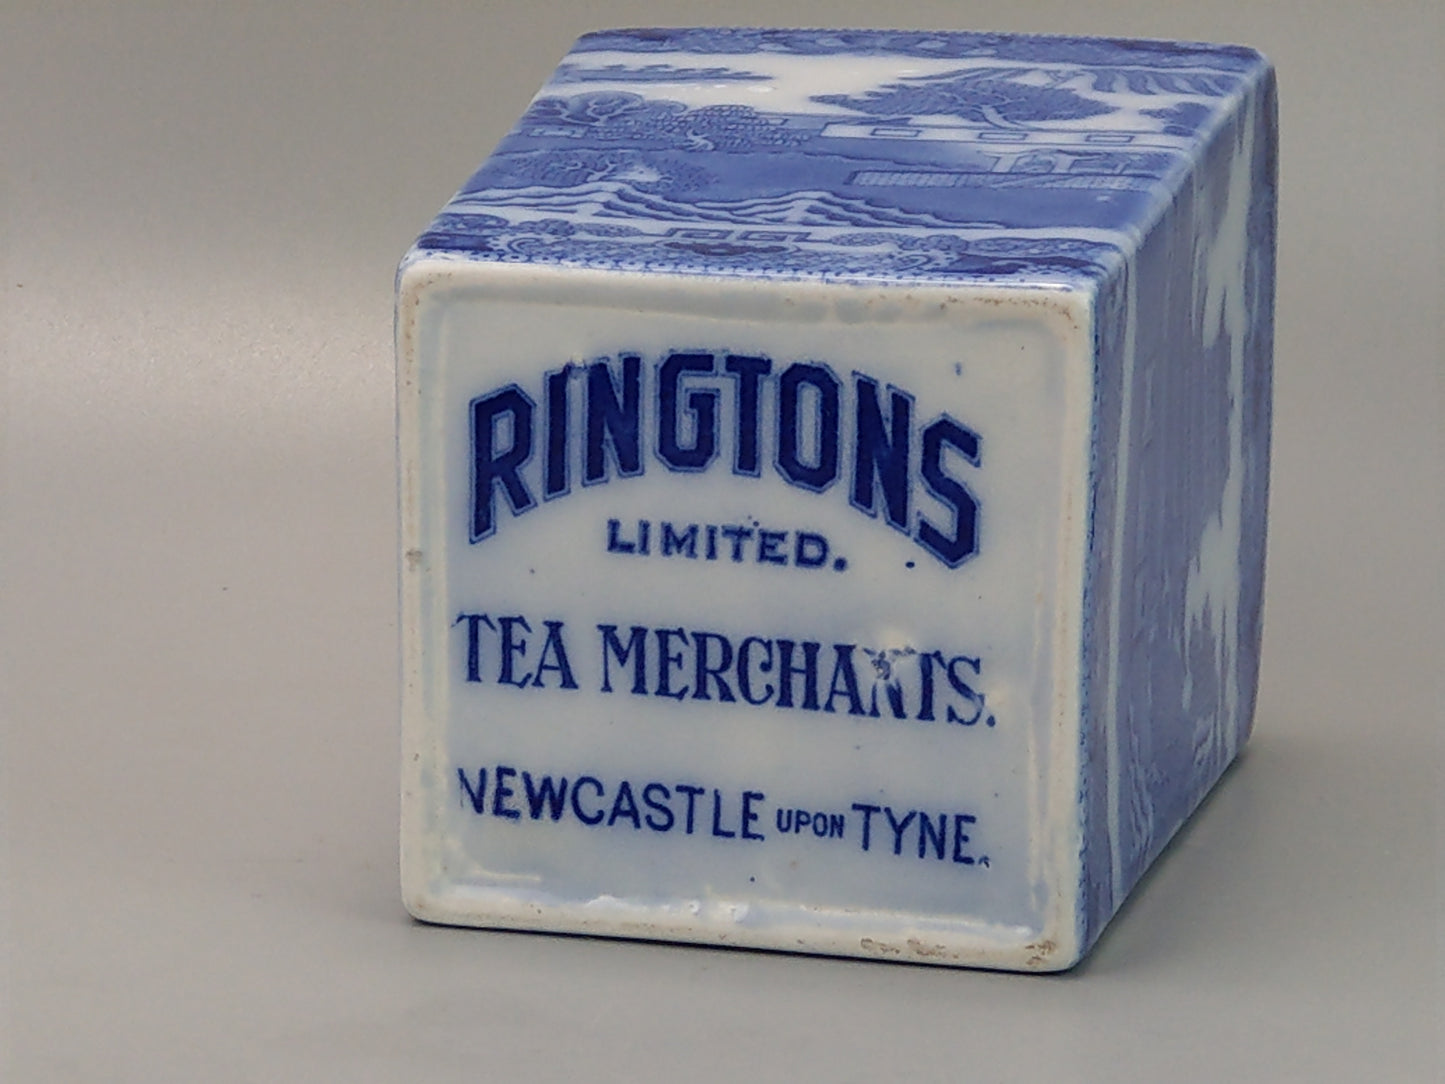 RINGTONS
LIMITED.
TEA MERCHANTS.
NEWCASTLE UPON TYNE.